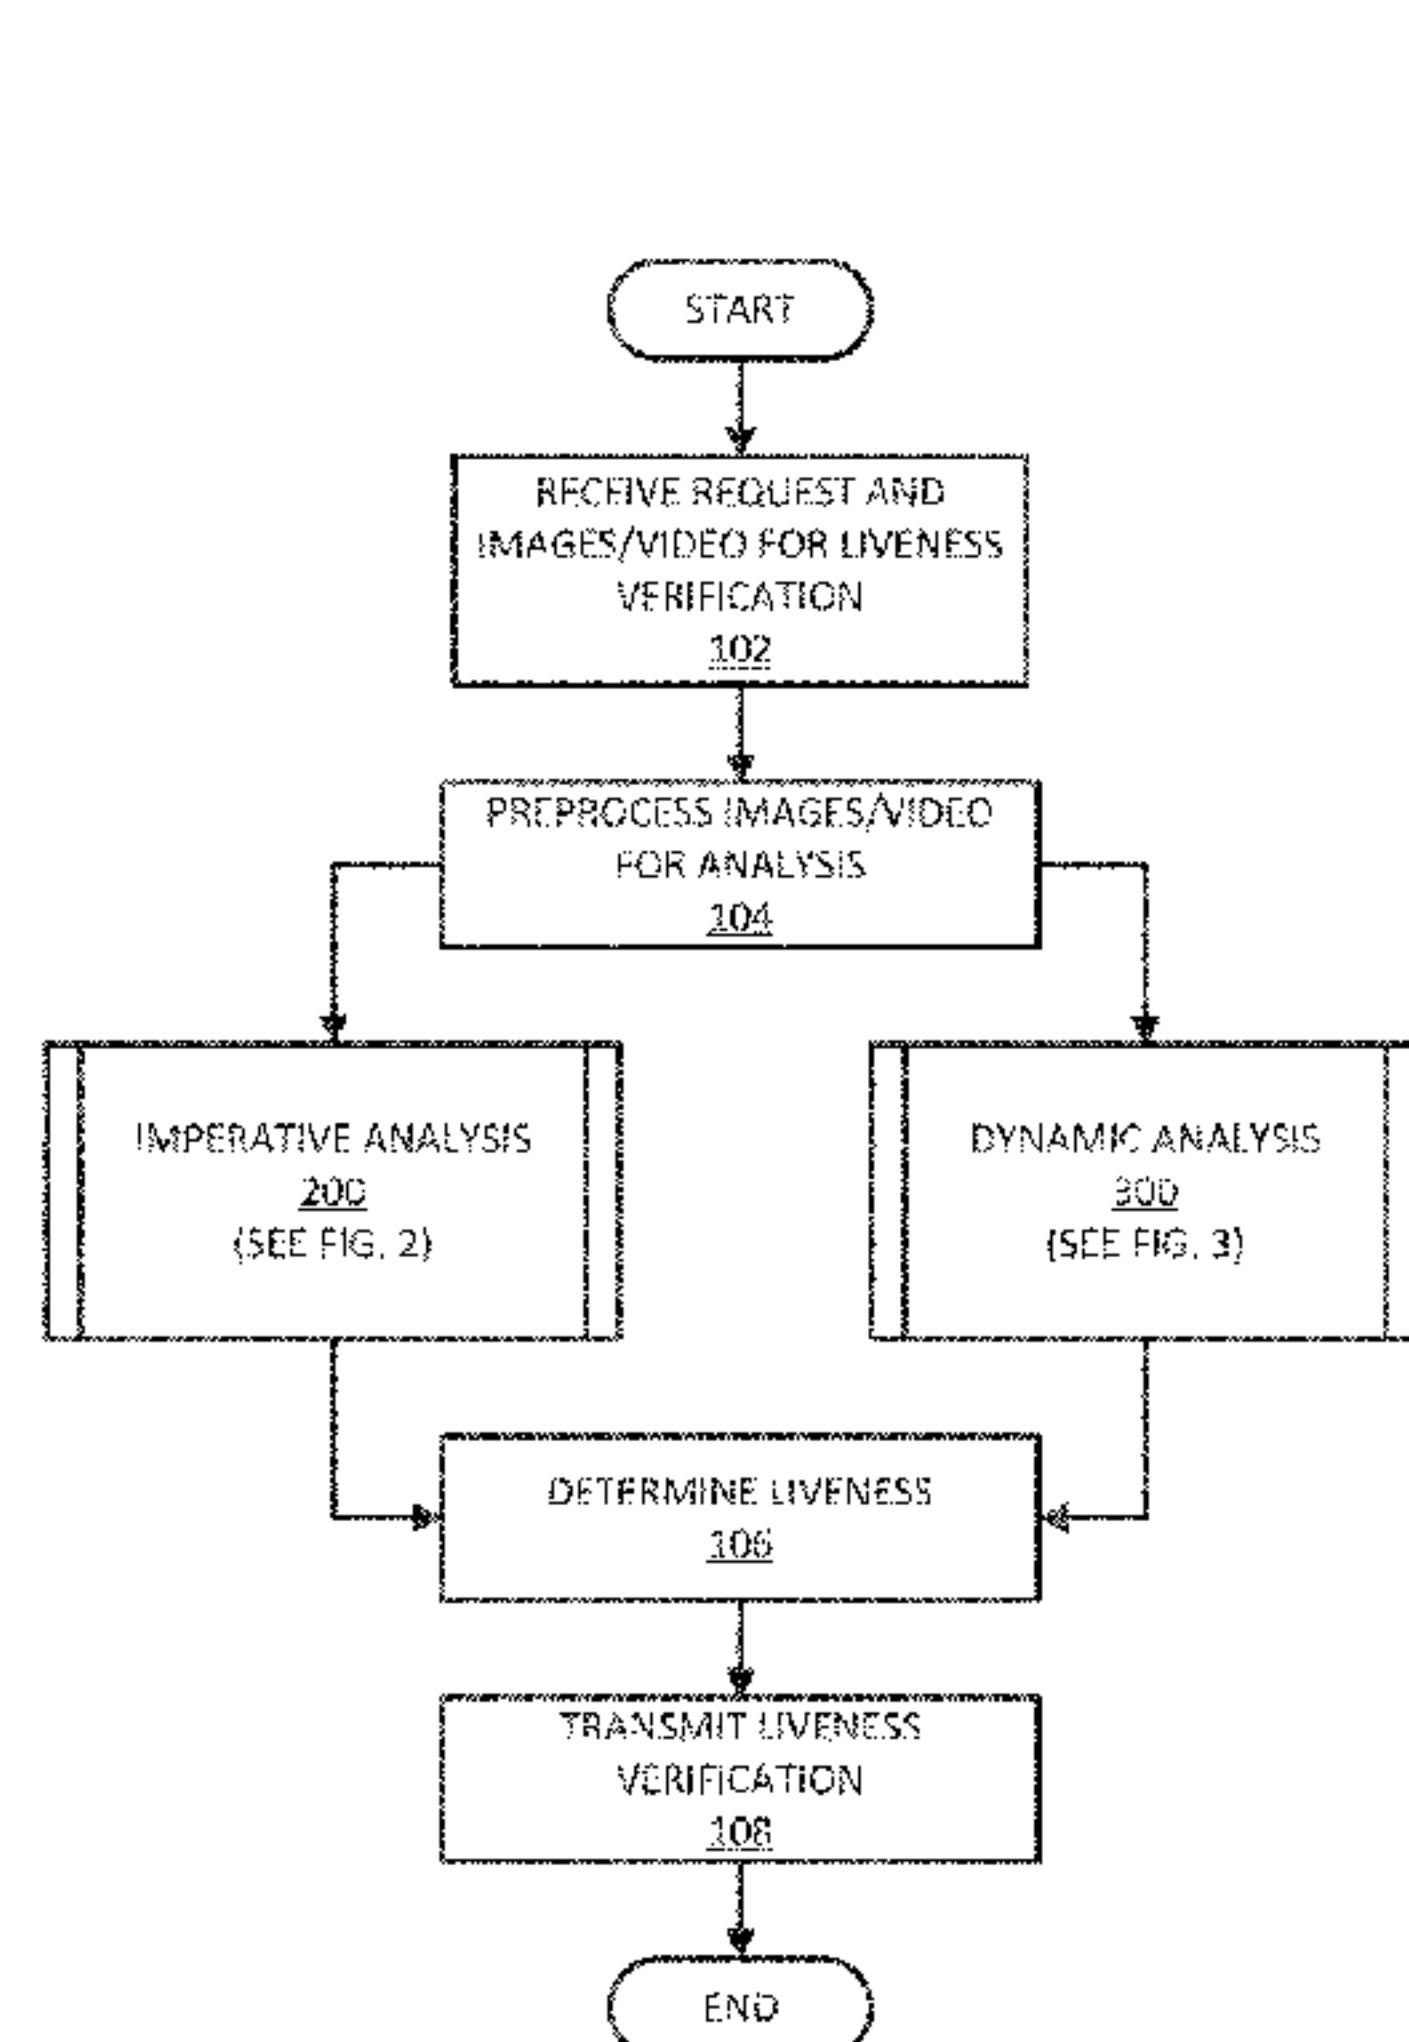 START
RECEIVE REQUEST AND
IMAGES/VIDEO FOR LIVENESS
VERIFICATION
102
PREPROCESS IMAGES/VIDEO
FOR ANALYSIS
104
IMPERATIVE ANALYSIS
200
(SEE FIG. 2)
DYNAMIC ANALYSIS
300
(SEE FIG. 3)
DETERMINE LIVENESS
106
TRANSMIT LIVENESS
VERIFICATION
108
END